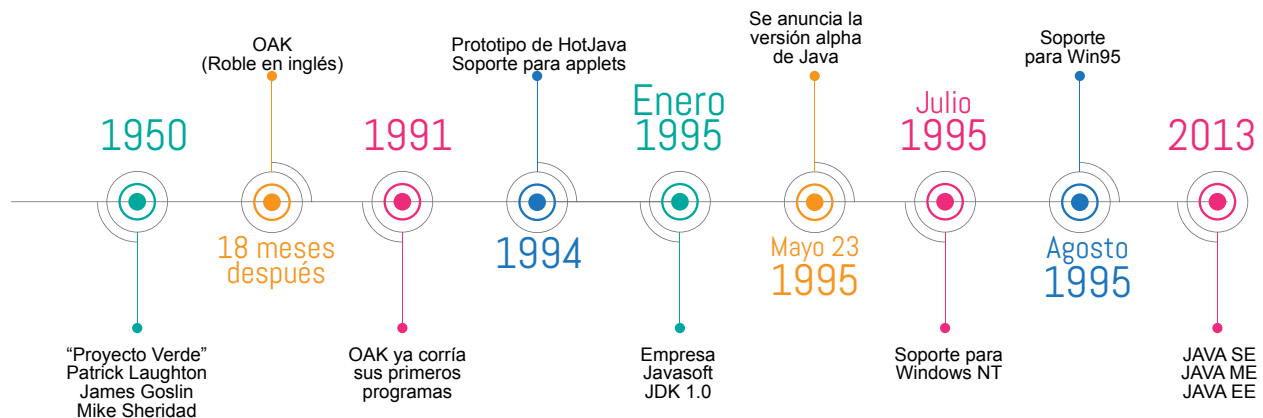 1950
“Proyecto Verde”
Patrick Laughton
James Goslin
Mike Sheridad
OAK
(Roble en inglés)
18 meses
después
1991
OAK ya corría
sus primeros
programas
Prototipo de HotJava
Soporte para applets
1994
Enero
1995
Empresa
Javasoft
JDK 1.0
Se anuncia la
versión alpha
de Java
Mayo 23
1995
Julio
1995
Soporte para
Windows NT
Soporte
para Win95
Agosto
1995
2013
JAVA SE
JAVA ME
JAVA EE